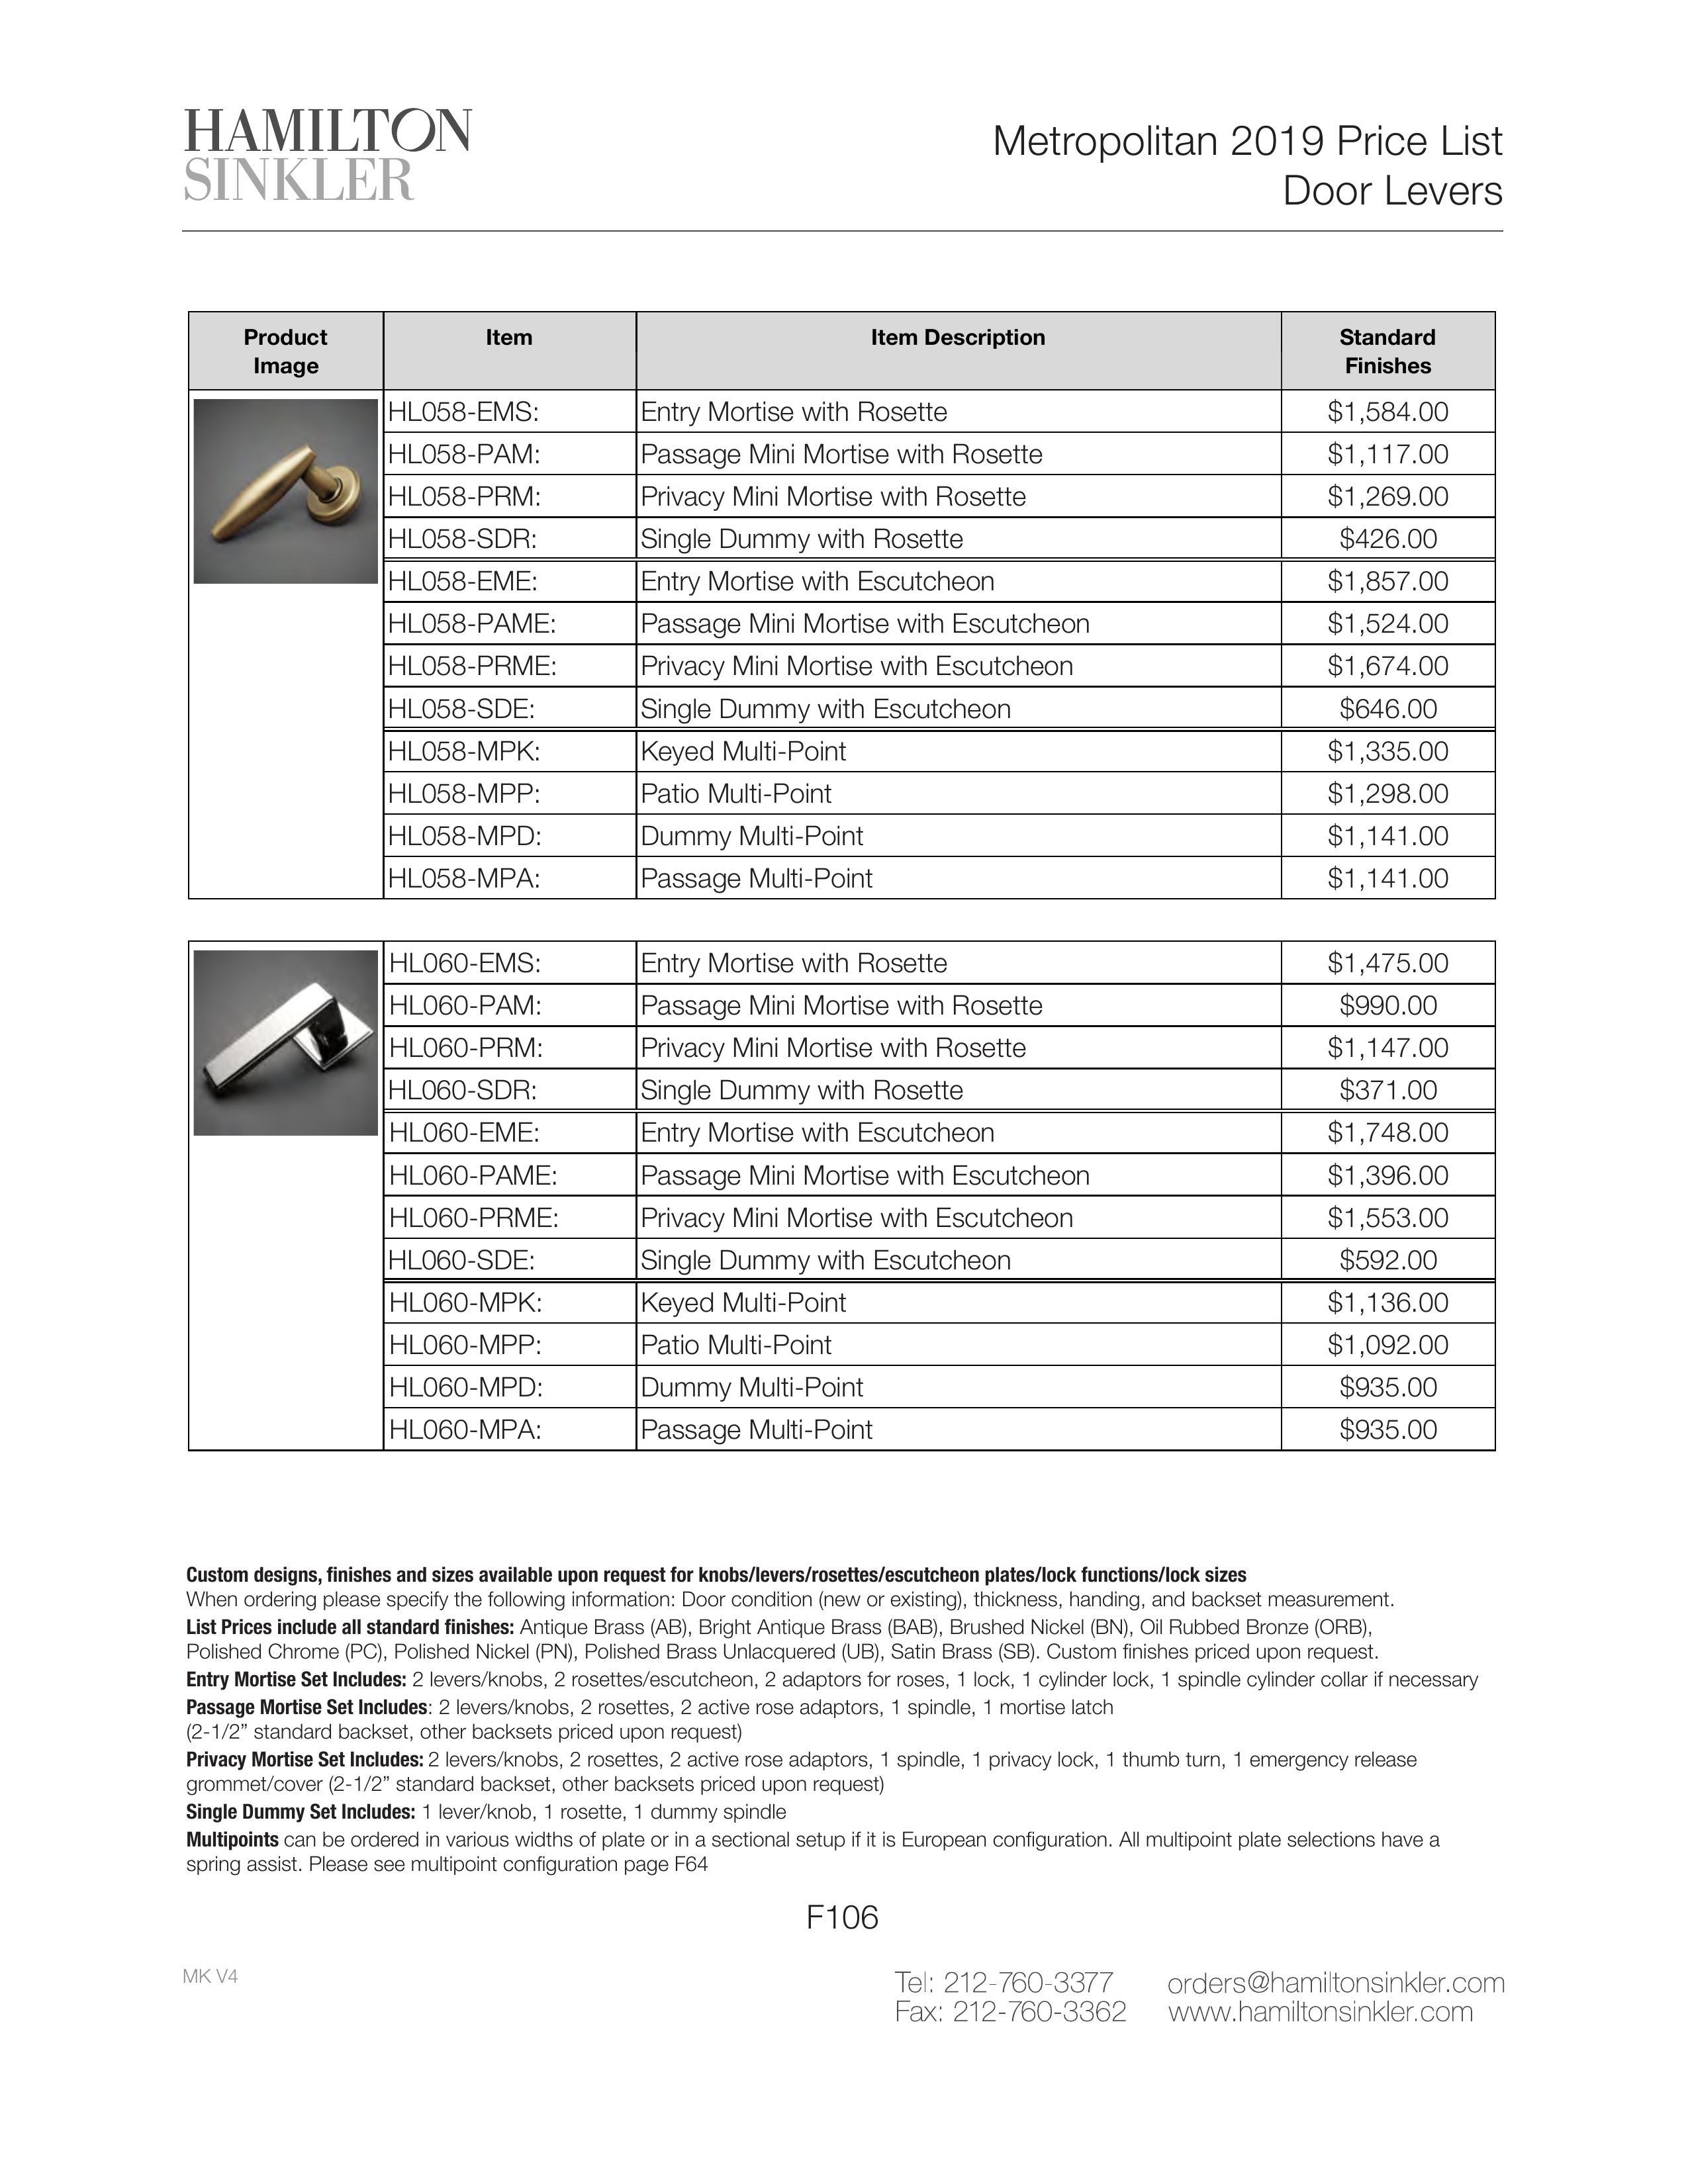 HAMILTON
SINKLER
Metropolitan 2019 Price List
Door Levers
Product Image Item Item Description Standard Finishes
HL058-EMS: Entry Mortise with Rosette $1,584.00
HL058-PAM: Passage Mini Mortise with Rosette $1,117.00
HL058-PRM: Privacy Mini Mortise with Rosette $1,269.00
HL058-SDR: Single Dummy with Rosette $426.00
HL058-EME: Entry Mortise with Escutcheon $1,857.00
HL058-PAME: Passage Mini Mortise with Escutcheon $1,524.00
HL058-PRME: Privacy Mini Mortise with Escutcheon $1,674.00
HL058-SDE: Single Dummy with Escutcheon $646.00
HL058-MPK: Keyed Multi-Point $1,335.00
HL058-MPP: Patio Multi-Point $1,298.00
HL058-MPD: Dummy Multi-Point $1,141.00
HL058-MPA: Passage Multi-Point $1,141.00
HL060-EMS: Entry Mortise with Rosette $1,475.00
HL060-PAM: Passage Mini Mortise with Rosette $990.00
HL060-PRM: Privacy Mini Mortise with Rosette $1,147.00
HL060-SDR: Single Dummy with Rosette $371.00
HL060-EME: Entry Mortise with Escutcheon $1,748.00
HL060-PAME: Passage Mini Mortise with Escutcheon $1,396.00
HL060-PRME: Privacy Mini Mortise with Escutcheon $1,553.00
HL060-SDE: Single Dummy with Escutcheon $592.00
HL060-MPK: Keyed Multi-Point $1,136.00
HL060-MPP: Patio Multi-Point $1,092.00
HL060-MPD: Dummy Multi-Point $935.00
HL060-MPA: Passage Multi-Point $935.00
Custom designs, finishes and sizes available upon request for knobs/levers/rosettes/escutcheon plates/lock functions/lock sizes
When ordering please specify the following information: Door condition (new or existing), thickness, handing, and backset measurement.
List Prices include all standard finishes: Antique Brass (AB), Bright Antique Brass (BAB), Brushed Nickel (BN), Oil Rubbed Bronze (ORB),
Polished Chrome (PC), Polished Nickel (PN), Polished Brass Unlacquered (UB), Satin Brass (SB). Custom finishes priced upon request.
Entry Mortise Set Includes: 2 levers/knobs, 2 rosettes/escutcheon, 2 adaptors for roses, 1 lock, 1 cylinder lock, 1 spindle cylinder collar if necessary
Passage Mortise Set Includes: 2 levers/knobs, 2 rosettes, 2 active rose adaptors, 1 spindle, 1 mortise latch
(2-1/2” standard backset, other backsets priced upon request)
Privacy Mortise Set Includes: 2 levers/knobs, 2 rosettes, 2 active rose adaptors, 1 spindle, 1 privacy lock, 1 thumb turn, 1 emergency release
grommet/cover (2-1/2” standard backset, other backsets priced upon request)
Single Dummy Set Includes: 1 lever/knob, 1 rosette, 1 dummy spindle
Multipoints can be ordered in various widths of plate or in a sectional setup if it is European configuration. All multipoint plate selections have a
spring assist. Please see multipoint configuration page F64
F106
MK V4
Tel: 212-760-3377 orders@hamiltonsinkler.com
Fax: 212-760-3362 www.hamiltonsinkler.com